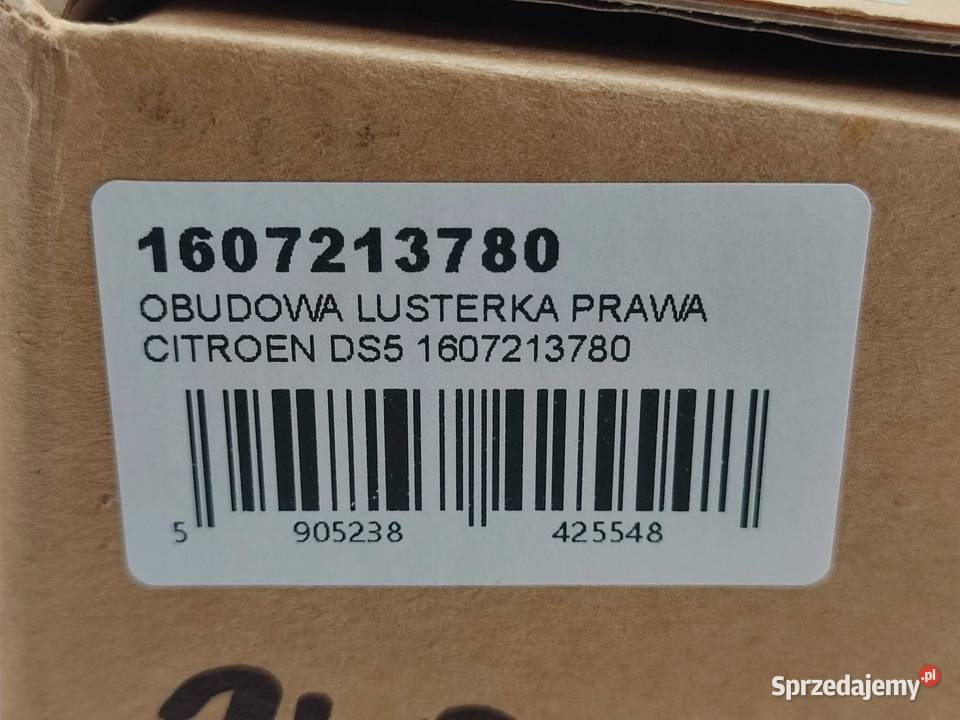 1607213780
OBUDOWA LUSTERKA PRAWA
CITROEN DS5 1607213780
5 905238 425548
Sprzedajemy.pl